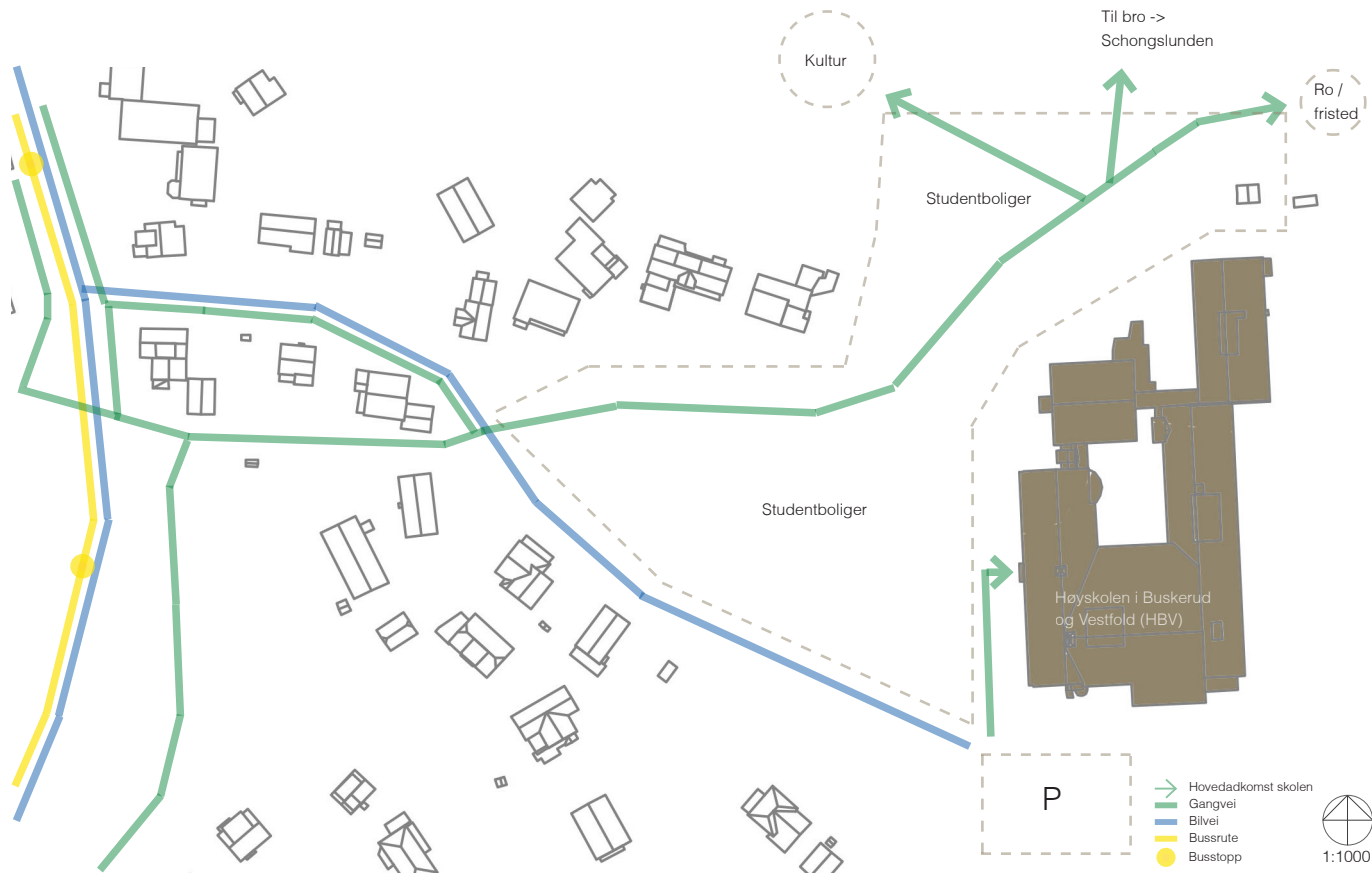 Til bro ->
Schongslunden
Kultur
Ro /
fristed
Studentboliger
Studentboliger
Høyskolen i Buskerud
og Vestfold (HBV)
P
Hovedadkomst skolen
Gangvei
Bilvei
Bussrute
Busstopp
1:1000